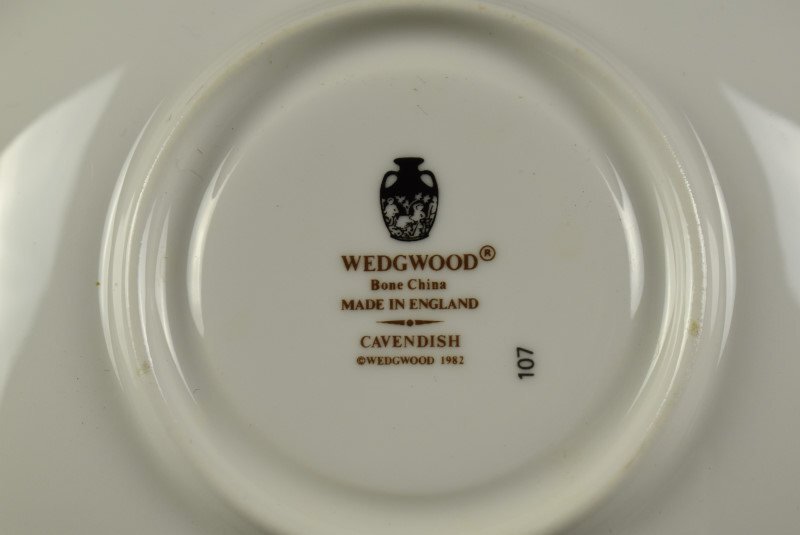 WEDGWOOD®
Bone China
MADE IN ENGLAND
CAVENDISH
©WEDGWOOD 1982
107